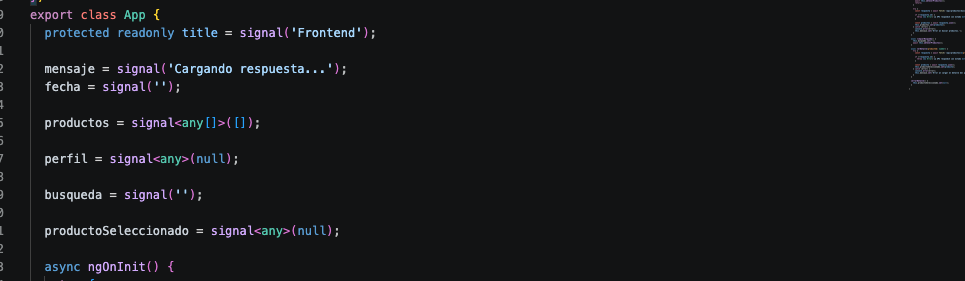 export class App {
protected readonly title = signal('Frontend');
mensaje = signal('Cargando respuesta...');
fecha = signal('');
productos = signal<any[]>([]);
perfil = signal<any>(null);
busqueda = signal('');
productoSeleccionado = signal<any>(null);
async ngOnInit() {